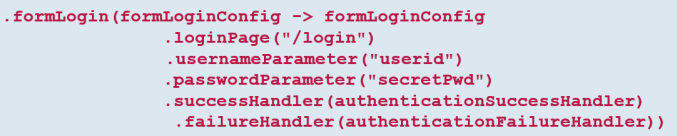 .formLogin(formLoginConfig -> formLoginConfig
.loginPage("/login")
.usernameParameter("userid")
.passwordParameter("secretPwd")
.successHandler(authenticationSuccessHandler)
.failureHandler(authenticationFailureHandler))